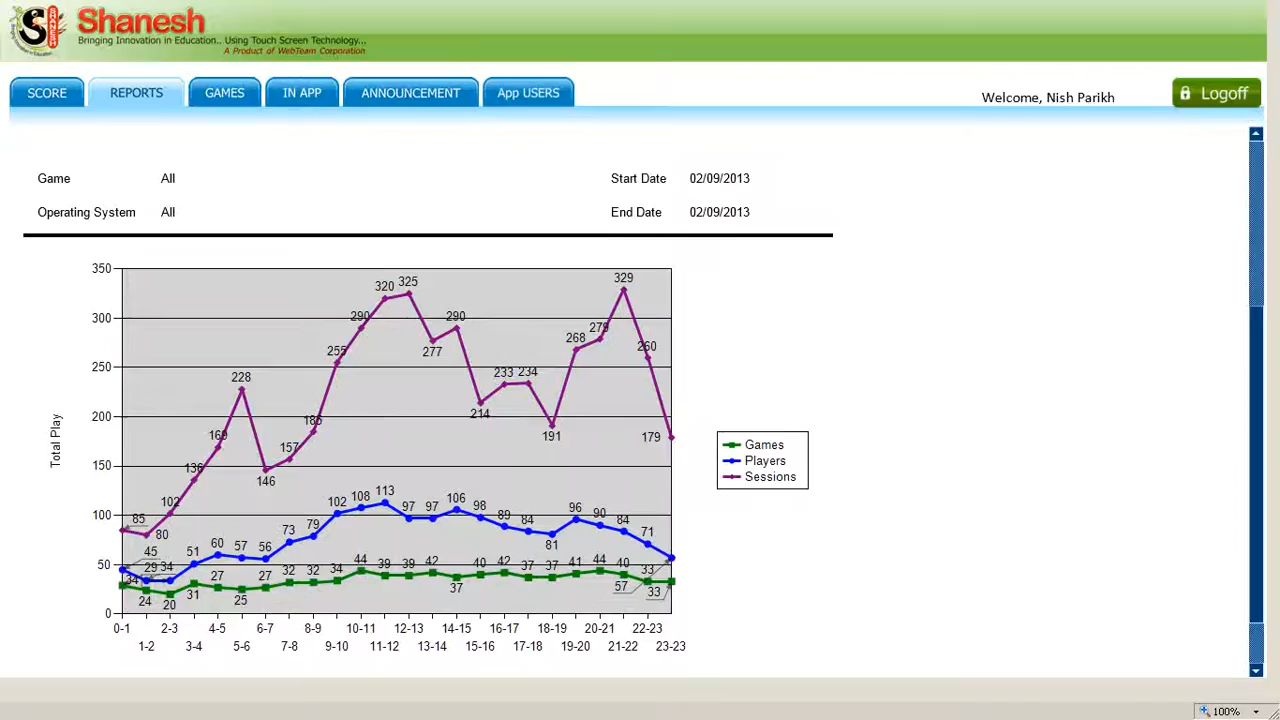 Shanesh
Bringing Innovation in Education.. Using Touch Screen Technology...
A Product of WebTeam Corporation
SCORE REPORTS GAMES IN APP ANNOUNCEMENT App USERS
Welcome, Nish Parikh
Logoff
Game All Start Date 02/09/2013
Operating System All End Date 02/09/2013
350
300
250
200
150
100
50
0
Total Play
85 80 102 136 169 228 146 157 185 255 290 320 325 277 290 214 233 234 191 268 279 329 260 179
45 34 51 60 57 56 73 79 102 108 113 97 97 106 98 89 84 81 96 90 84 71 57
29 24 20 31 27 25 27 32 32 34 44 39 39 42 37 40 42 37 37 41 44 40 33 33
34
Games
Players
Sessions
0-1 2-3 4-5 6-7 8-9 10-11 12-13 14-15 16-17 18-19 20-21 22-23
1-2 3-4 5-6 7-8 9-10 11-12 13-14 15-16 17-18 19-20 21-22 23-23
100%